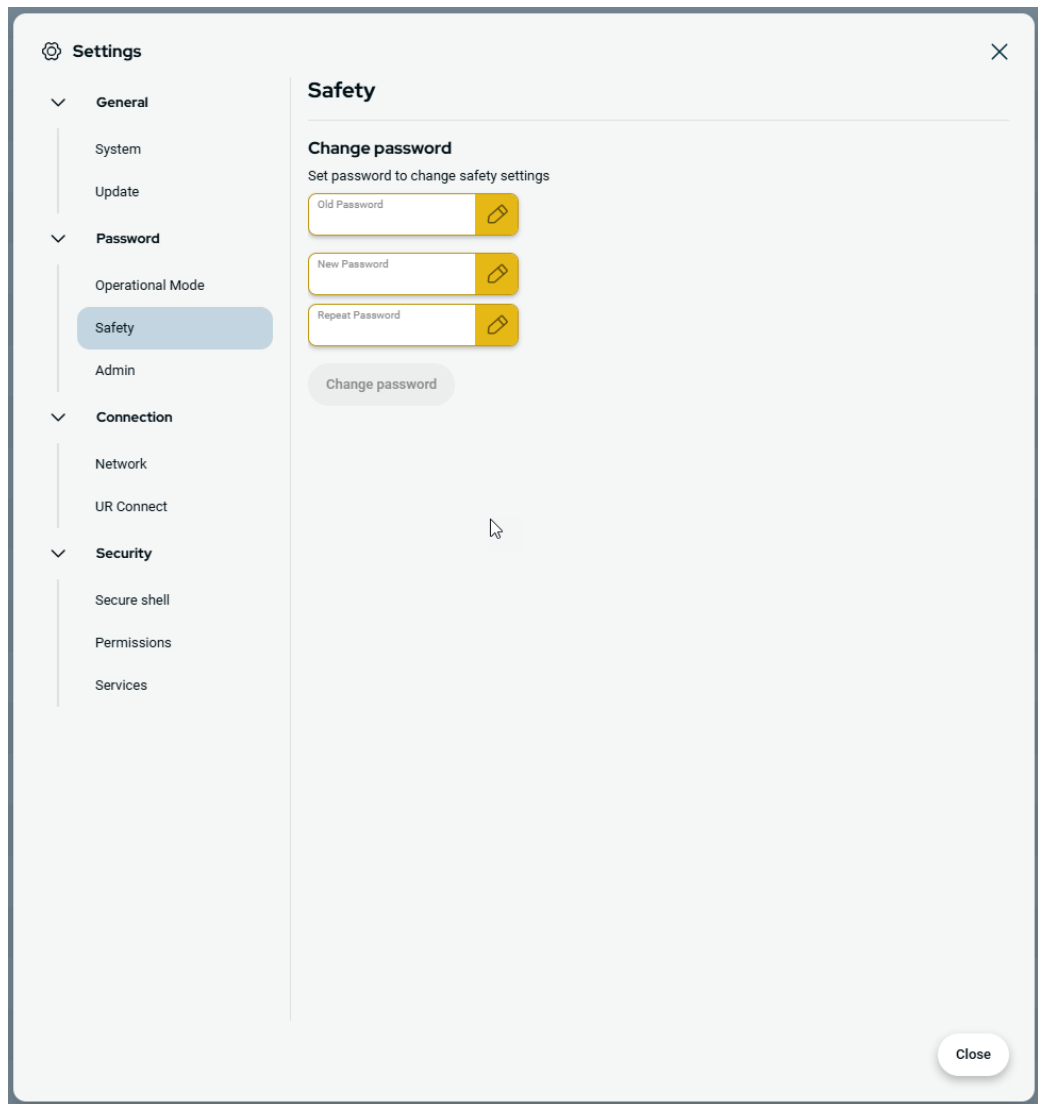 Settings
General
System
Update
Password
Operational Mode
Safety
Admin
Connection
Network
UR Connect
Security
Secure shell
Permissions
Services
Safety
Change password
Set password to change safety settings
Old Password
New Password
Repeat Password
Change password
Close